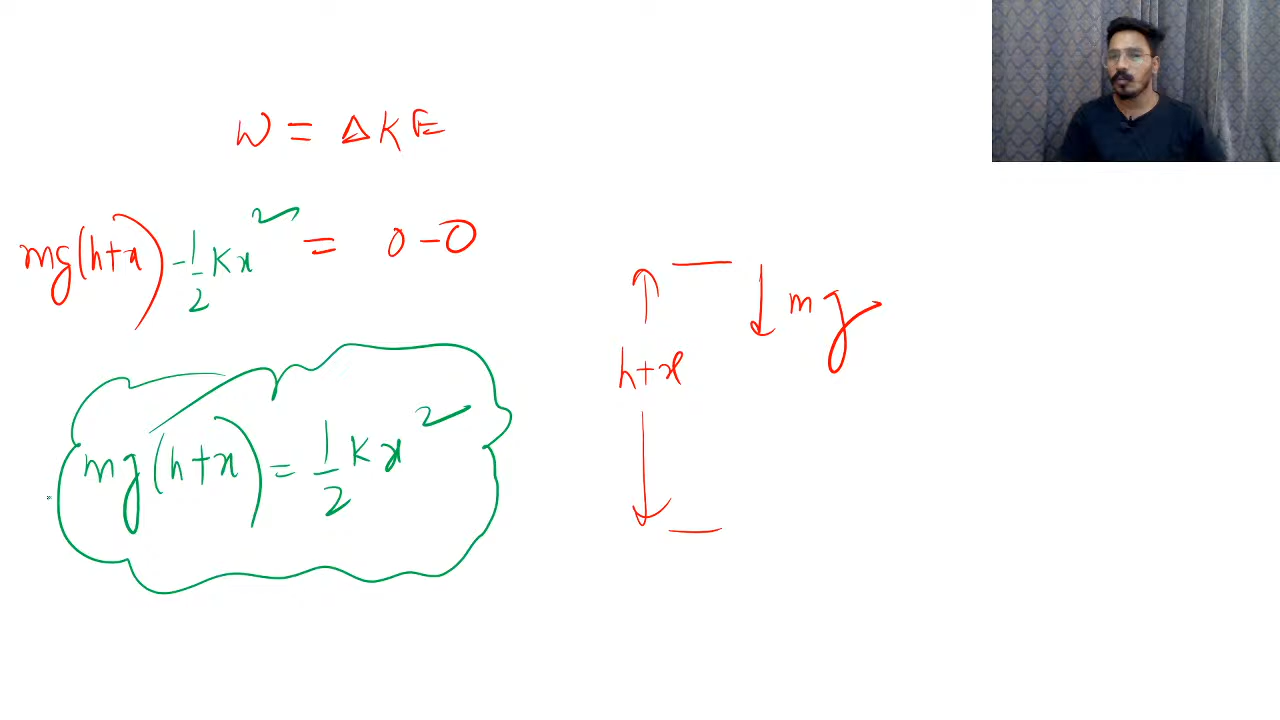 W = ΔKE
mg(h+x) - 1/2 Kx² = 0-0
mg(h+x) = 1/2 Kx²
mg
h+x